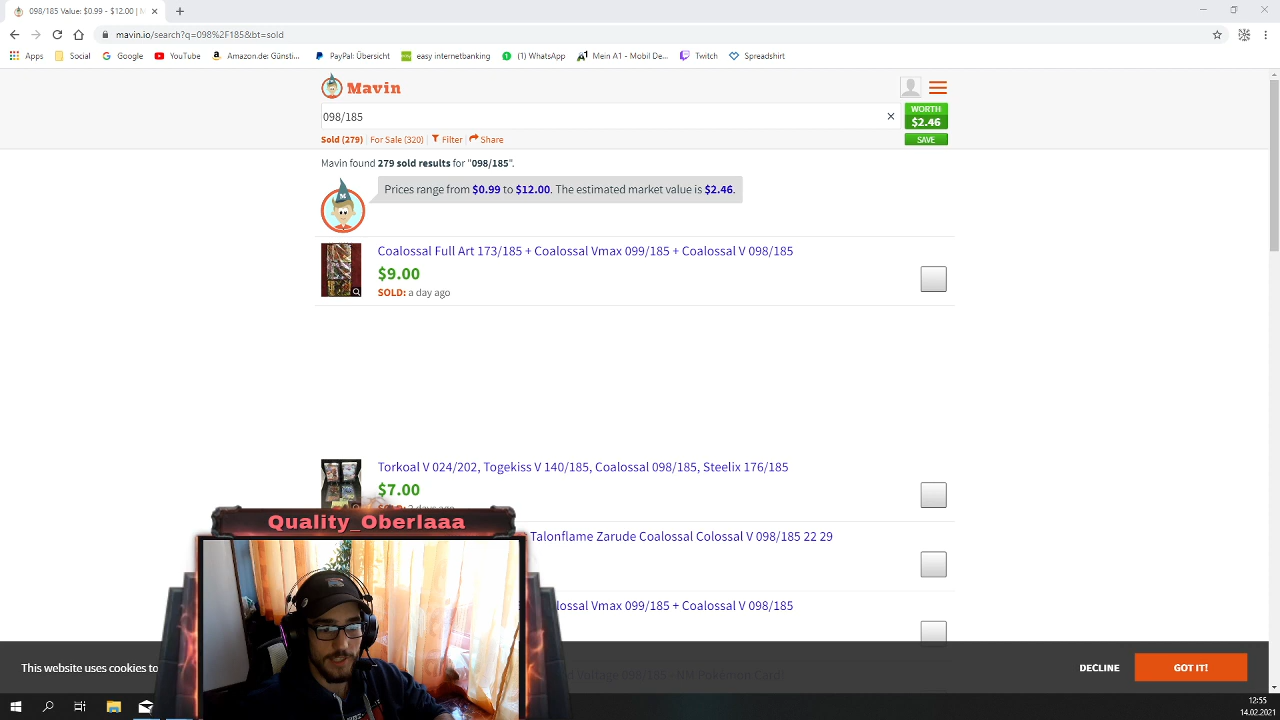 098/185 Value: $0.99 - $12.00 | M
mavin.io/search?q=098%2F185&bt=sold
Apps
Social
Google
YouTube
Amazon.de: Günsti...
PayPal: Übersicht
easy internetbanking
(1) WhatsApp
Mein A1 - Mobil De...
Twitch
Spreadshirt
Mavin
098/185
WORTH
$2.46
SAVE
Sold (279)
For Sale (320)
Filter
Share
Mavin found 279 sold results for "098/185".
Prices range from $0.99 to $12.00. The estimated market value is $2.46.
Coalossal Full Art 173/185 + Coalossal Vmax 099/185 + Coalossal V 098/185
$9.00
SOLD: a day ago
Torkoal V 024/202, Togekiss V 140/185, Coalossal 098/185, Steelix 176/185
$7.00
Quality_Oberlaaa
Talonflame Zarude Coalossal Colossal V 098/185 22 29
Vmax 099/185 + Coalossal V 098/185
This website uses cookies to
DECLINE
GOT IT!
12:55
14.02.2021